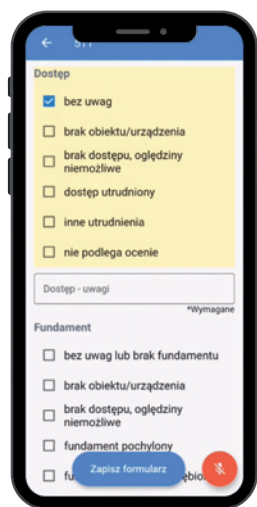 511
Dostęp
bez uwag
brak obiektu/urządzenia
brak dostępu, oględziny
niemożliwe
dostęp utrudniony
inne utrudnienia
nie podlega ocenie
Dostęp - uwagi
*Wymagane
Fundament
bez uwag lub brak fundamentu
brak obiektu/urządzenia
brak dostępu, oględziny
niemożliwe
fundament pochylony
Zapisz formularz